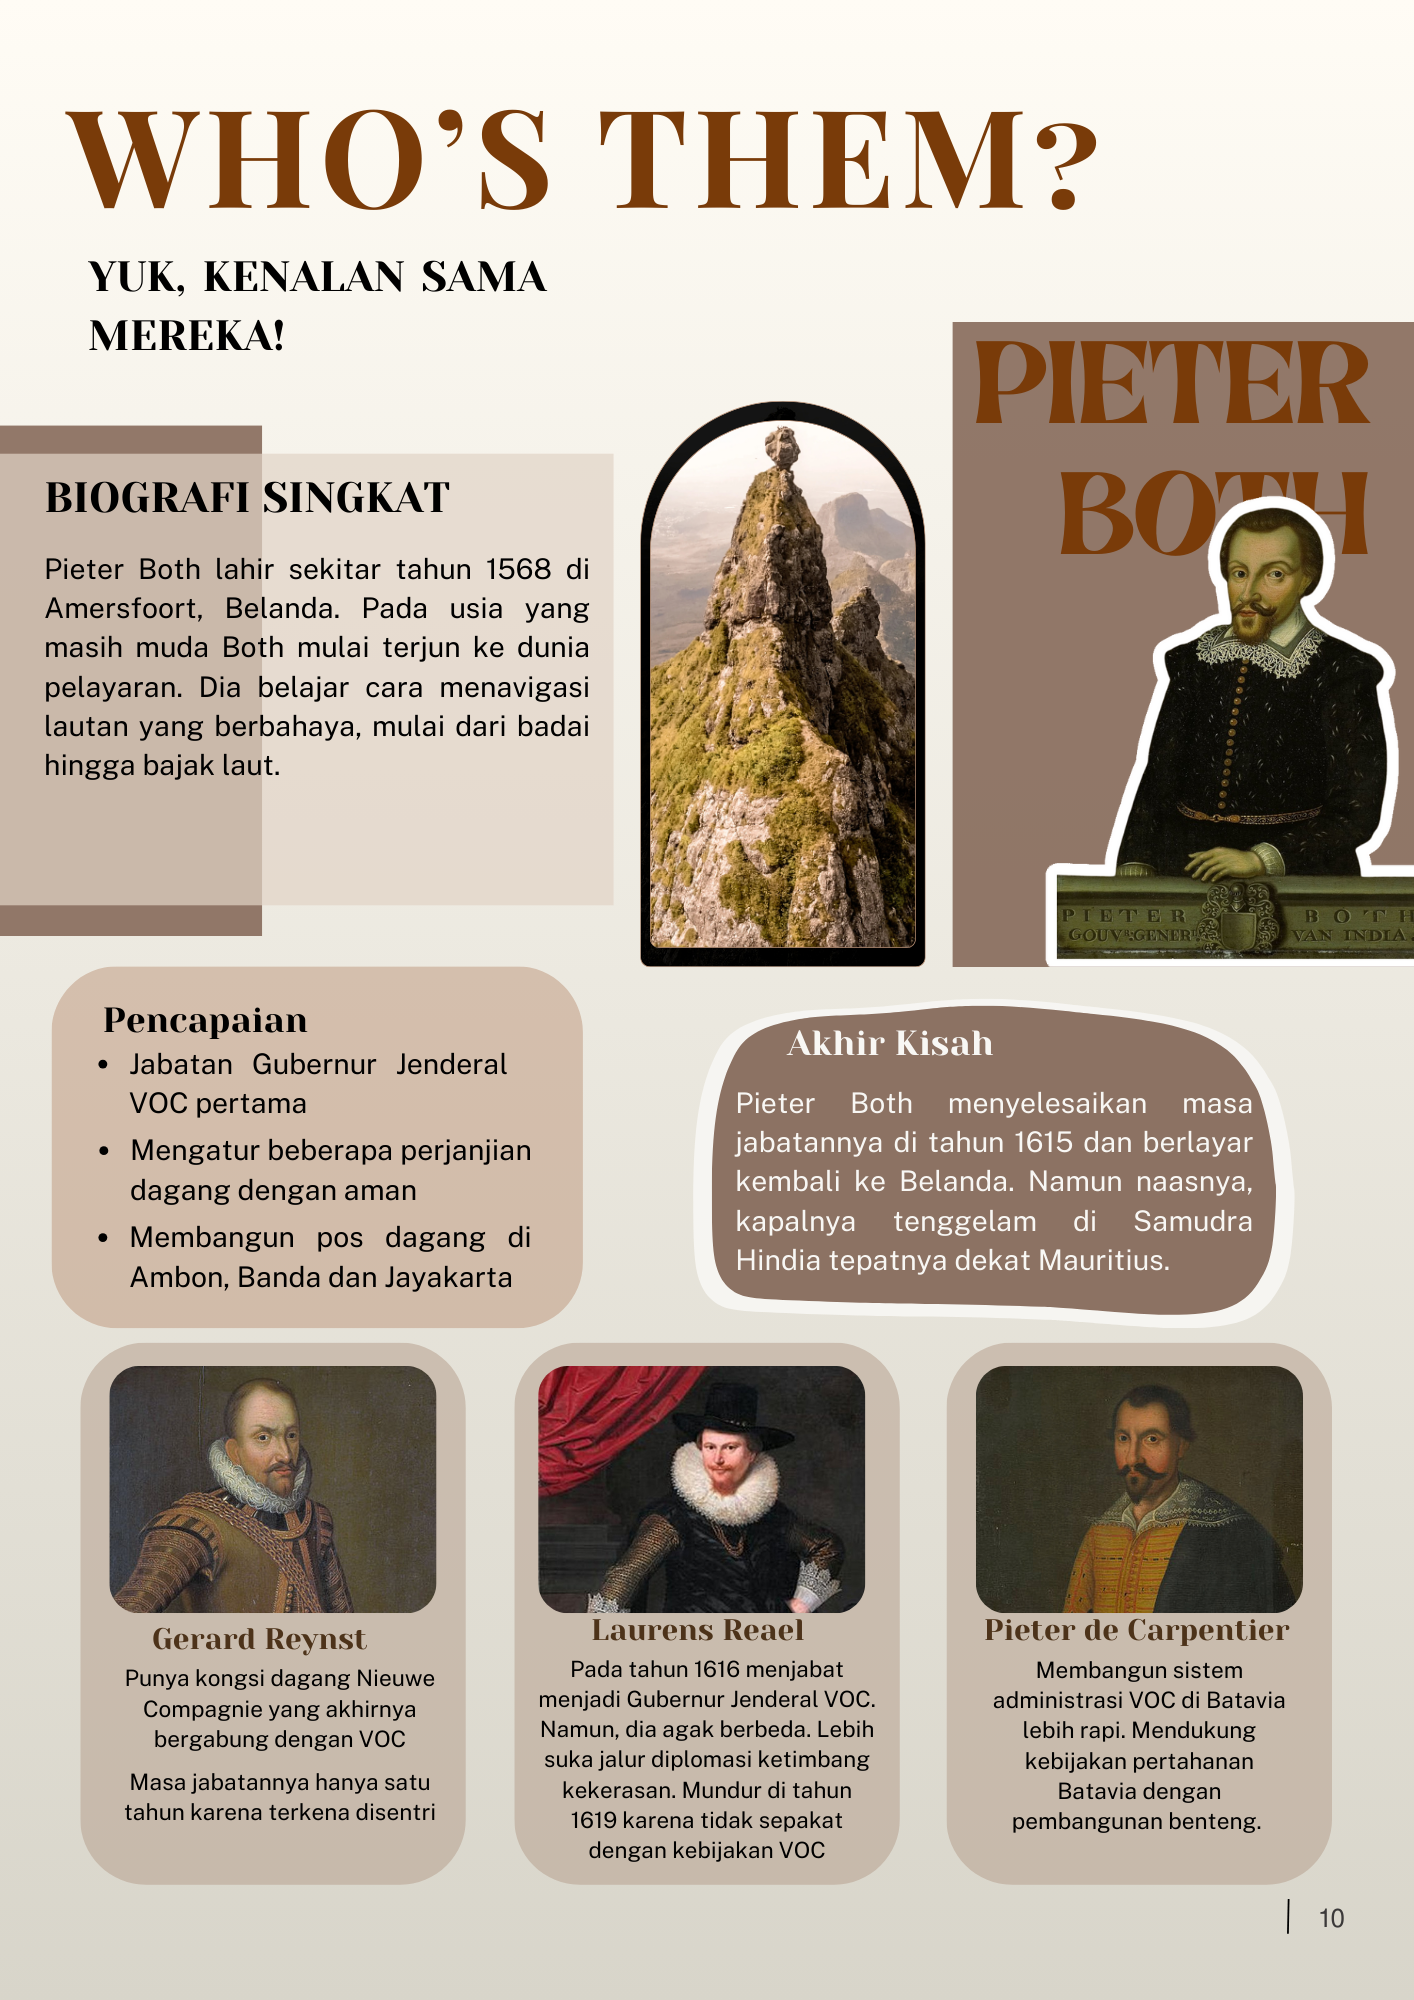 WHO'S THEM?
YUK, KENALAN SAMA
MEREKA!
PIETER
BOTH
BIOGRAFI SINGKAT
Pieter Both lahir sekitar tahun 1568 di
Amersfoort, Belanda. Pada usia yang
masih muda Both mulai terjun ke dunia
pelayaran. Dia belajar cara menavigasi
lautan yang berbahaya, mulai dari badai
hingga bajak laut.
PIETER BOTH
GOUVR.GENERL VAN INDIA.
Pencapaian
• Jabatan Gubernur Jenderal
VOC pertama
• Mengatur beberapa perjanjian
dagang dengan aman
• Membangun pos dagang di
Ambon, Banda dan Jayakarta
Akhir Kisah
Pieter Both menyelesaikan masa
jabatannya di tahun 1615 dan berlayar
kembali ke Belanda. Namun naasnya,
kapalnya tenggelam di Samudra
Hindia tepatnya dekat Mauritius.
Gerard Reynst
Punya kongsi dagang Nieuwe
Compagnie yang akhirnya
bergabung dengan VOC
Masa jabatannya hanya satu
tahun karena terkena disentri
Laurens Reael
Pada tahun 1616 menjabat
menjadi Gubernur Jenderal VOC.
Namun, dia agak berbeda. Lebih
suka jalur diplomasi ketimbang
kekerasan. Mundur di tahun
1619 karena tidak sepakat
dengan kebijakan VOC
Pieter de Carpentier
Membangun sistem
administrasi VOC di Batavia
lebih rapi. Mendukung
kebijakan pertahanan
Batavia dengan
pembangunan benteng.
10